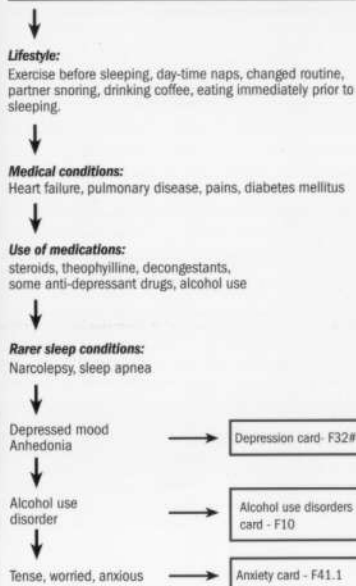 Lifestyle:
Exercise before sleeping, day-time naps, changed routine,
partner snoring, drinking coffee, eating immediately prior to
sleeping.
Medical conditions:
Heart failure, pulmonary disease, pains, diabetes mellitus
Use of medications:
steroids, theophyilline, decongestants,
some anti-depressant drugs, alcohol use
Rarer sleep conditions:
Narcolepsy, sleep apnea
Depressed mood
Anhedonia
Depression card- F32#
Alcohol use
disorder
Alcohol use disorders
card - F10
Tense, worried, anxious
Anxiety card - F41.1